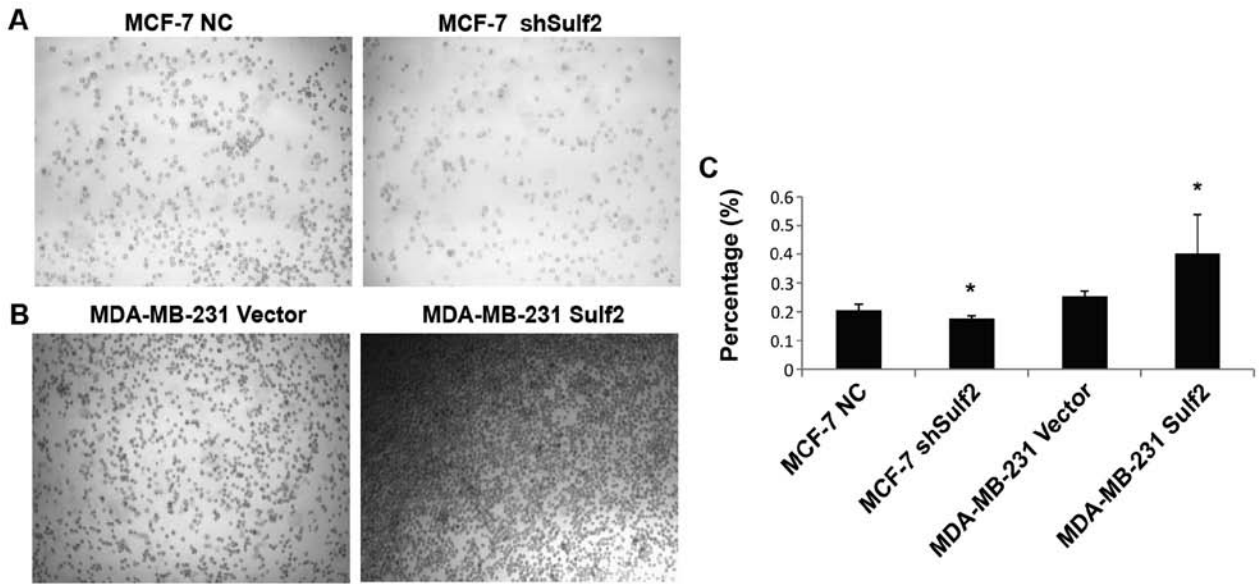 A
MCF-7 NC
MCF-7 shSulf2
B
MDA-MB-231 Vector
MDA-MB-231 Sulf2
C
Percentage (%)
0.6
0.5
0.4
0.3
0.2
0.1
0
*
*
MCF-7 NC
MCF-7 shSulf2
MDA-MB-231 Vector
MDA-MB-231 Sulf2